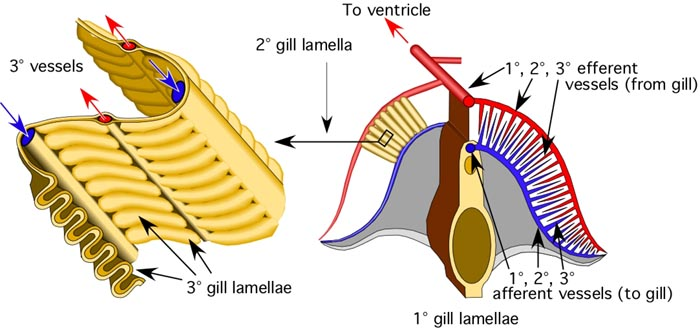 To ventricle
2° gill lamella
3° vessels
1°, 2°, 3° efferent
vessels (from gill)
3° gill lamellae
1°, 2°, 3°
afferent vessels (to gill)
1° gill lamellae